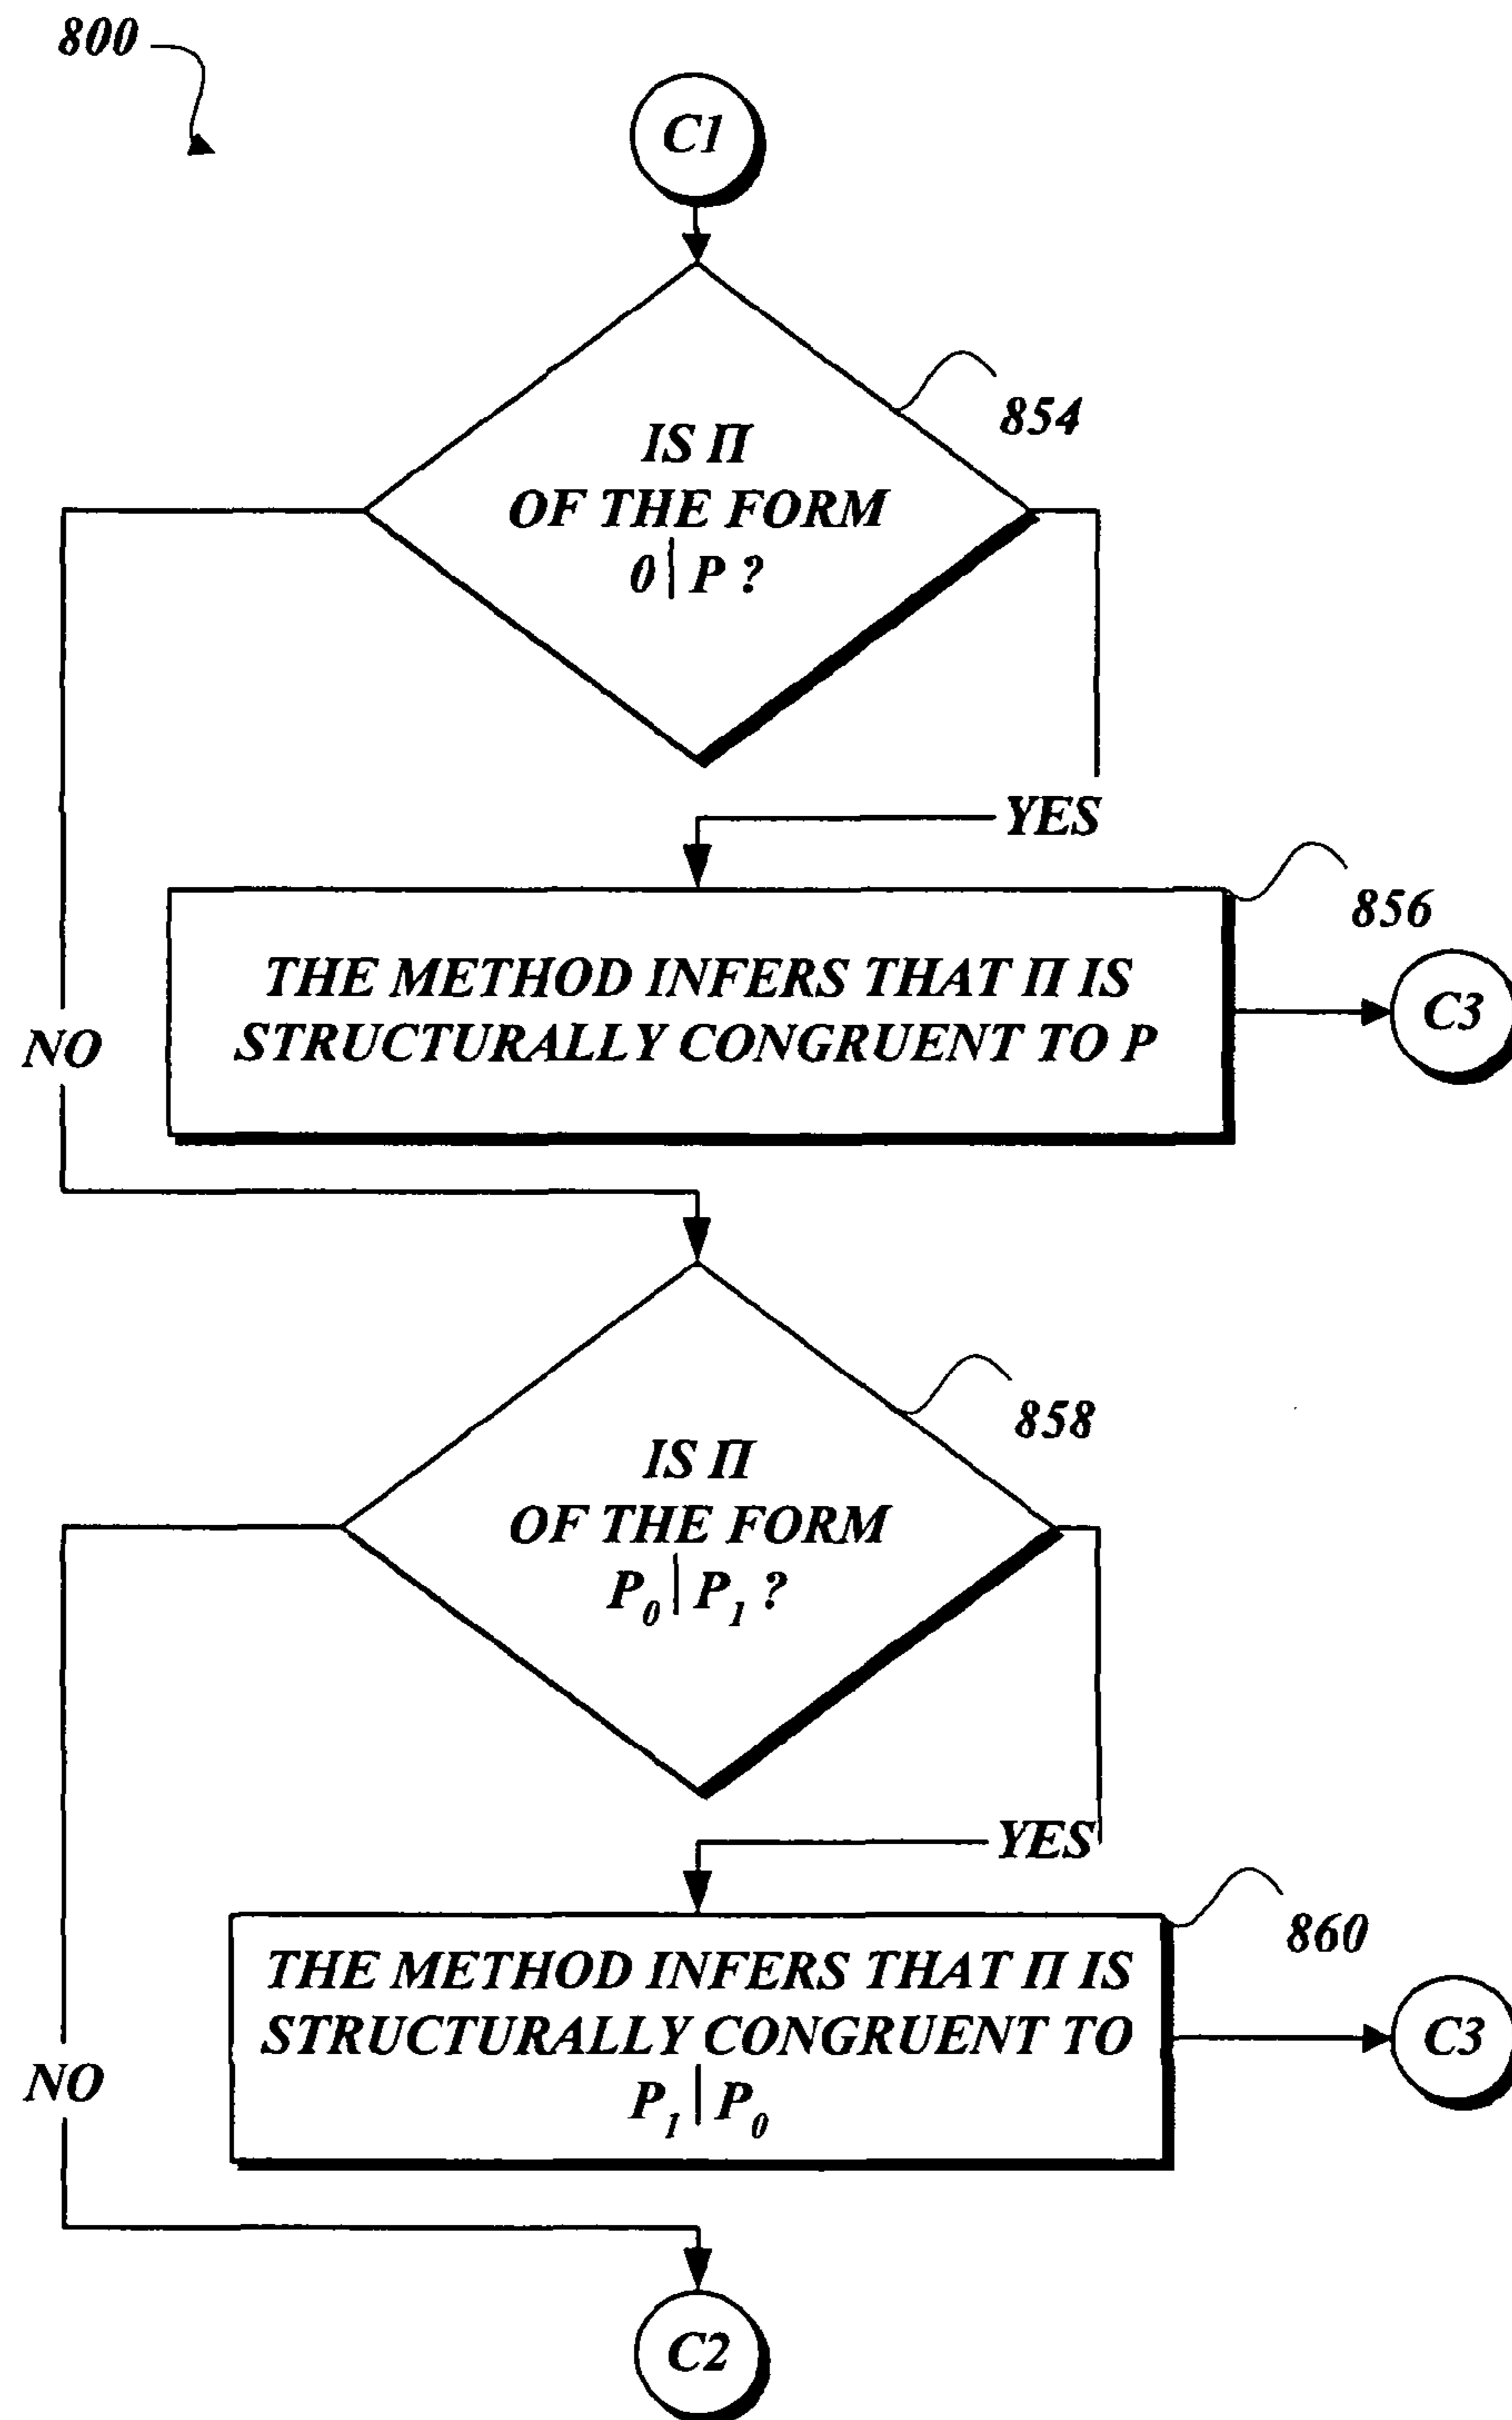 800
C1
854
IS Π
OF THE FORM
0 | P ?
YES
856
THE METHOD INFERS THAT Π IS
STRUCTURALLY CONGRUENT TO P
C3
NO
858
IS Π
OF THE FORM
P₀ | P₁ ?
YES
860
THE METHOD INFERS THAT Π IS
STRUCTURALLY CONGRUENT TO
P₁ | P₀
C3
NO
C2